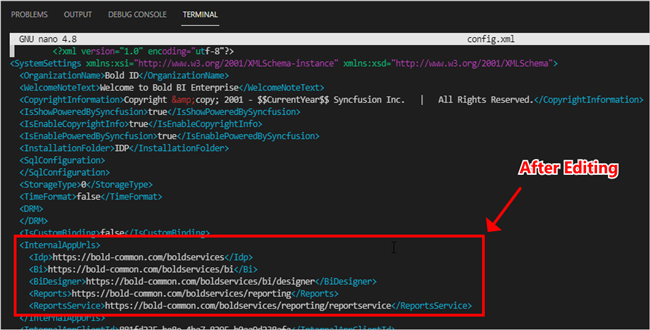 PROBLEMS OUTPUT DEBUG CONSOLE TERMINAL
GNU nano 4.8 config.xml
<?xml version="1.0" encoding="utf-8"?>
<SystemSettings xmlns:xsi="http://www.w3.org/2001/XMLSchema-instance" xmlns:xsd="http://www.w3.org/2001/XMLSchema">
<OrganizationName>Bold ID</OrganizationName>
<WelcomeNoteText>Welcome to Bold BI Enterprise</WelcomeNoteText>
<CopyrightInformation>Copyright &amp;copy; 2001 - $$CurrentYear$$ Syncfusion Inc. | All Rights Reserved.</CopyrightInformation>
<IsShowPoweredBySyncfusion>true</IsShowPoweredBySyncfusion>
<IsEnableCopyrightInfo>true</IsEnableCopyrightInfo>
<IsEnablePoweredBySyncfusion>true</IsEnablePoweredBySyncfusion>
<InstallationFolder>IDP</InstallationFolder>
<SqlConfiguration>
</SqlConfiguration>
<StorageType>0</StorageType>
<TimeFormat>false</TimeFormat>
After Editing
<DRM>
</DRM>
<IsCustomBinding>false</IsCustomBinding>
<InternalAppUrls>
<Idp>https://bold-common.com/boldservices</Idp>
<Bi>https://bold-common.com/boldservices/bi</Bi>
<BiDesigner>https://bold-common.com/boldservices/bi/designer</BiDesigner>
<Reports>https://bold-common.com/boldservices/reporting</Reports>
<ReportsService>https://bold-common.com/boldservices/reporting/reportservice</ReportsService>
</InternalAppUrls>